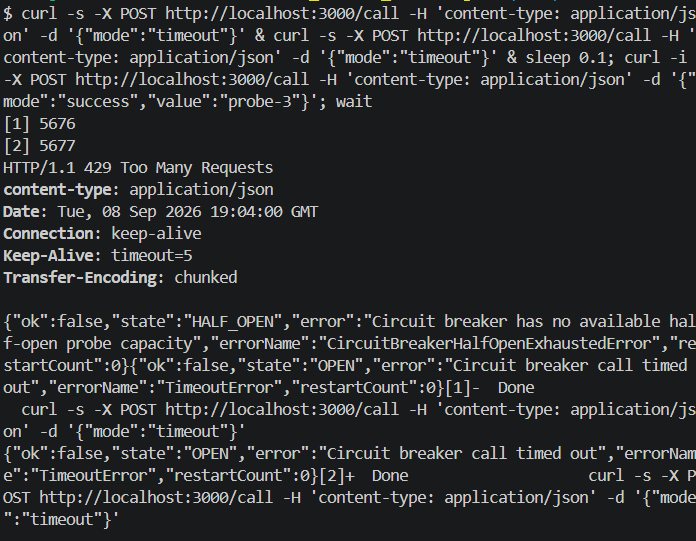 $ curl -s -X POST http://localhost:3000/call -H 'content-type: application/js
on' -d '{"mode":"timeout"}' & curl -s -X POST http://localhost:3000/call -H '
content-type: application/json' -d '{"mode":"timeout"}' & sleep 0.1; curl -i
-X POST http://localhost:3000/call -H 'content-type: application/json' -d '{"
mode":"success","value":"probe-3"}'; wait
[1] 5676
[2] 5677
HTTP/1.1 429 Too Many Requests
content-type: application/json
Date: Tue, 08 Sep 2026 19:04:00 GMT
Connection: keep-alive
Keep-Alive: timeout=5
Transfer-Encoding: chunked

{"ok":false,"state":"HALF_OPEN","error":"Circuit breaker has no available hal
f-open probe capacity","errorName":"CircuitBreakerHalfOpenExhaustedError","re
startCount":0}{"ok":false,"state":"OPEN","error":"Circuit breaker call timed
out","errorName":"TimeoutError","restartCount":0}[1]-  Done
  curl -s -X POST http://localhost:3000/call -H 'content-type: application/js
on' -d '{"mode":"timeout"}'
{"ok":false,"state":"OPEN","error":"Circuit breaker call timed out","errorNam
e":"TimeoutError","restartCount":0}[2]+  Done                    curl -s -X P
OST http://localhost:3000/call -H 'content-type: application/json' -d '{"mode
":"timeout"}'